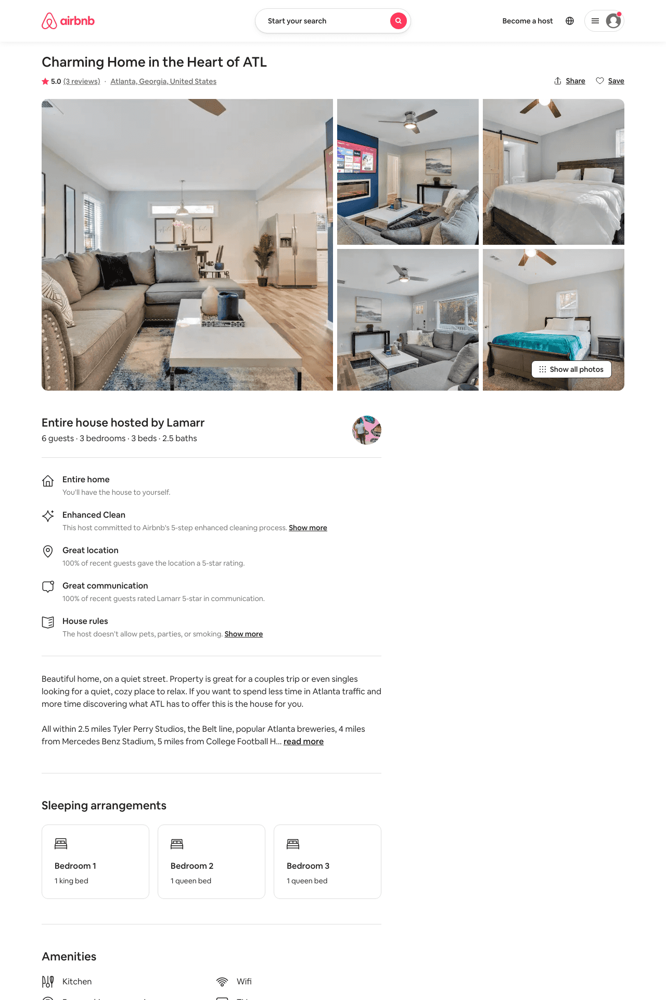 airbnb
Start your search
Become a host
Charming Home in the Heart of ATL
5.0 (3 reviews) · Atlanta, Georgia, United States
Share
Save
Show all photos
Entire house hosted by Lamarr
6 guests · 3 bedrooms · 3 beds · 2.5 baths
Entire home
You'll have the house to yourself.
Enhanced Clean
This host committed to Airbnb's 5-step enhanced cleaning process. Show more
Great location
100% of recent guests gave the location a 5-star rating.
Great communication
100% of recent guests rated Lamarr 5-star in communication.
House rules
The host doesn't allow pets, parties, or smoking. Show more
Beautiful home, on a quiet street. Property is great for a couples trip or even singles
looking for a quiet, cozy place to relax. If you want to spend less time in Atlanta traffic and
more time discovering what ATL has to offer this is the house for you.
All within 2.5 miles Tyler Perry Studios, the Belt line, popular Atlanta breweries, 4 miles
from Mercedes Benz Stadium, 5 miles from College Football H... read more
Sleeping arrangements
Bedroom 1
1 king bed
Bedroom 2
1 queen bed
Bedroom 3
1 queen bed
Amenities
Kitchen
Wifi